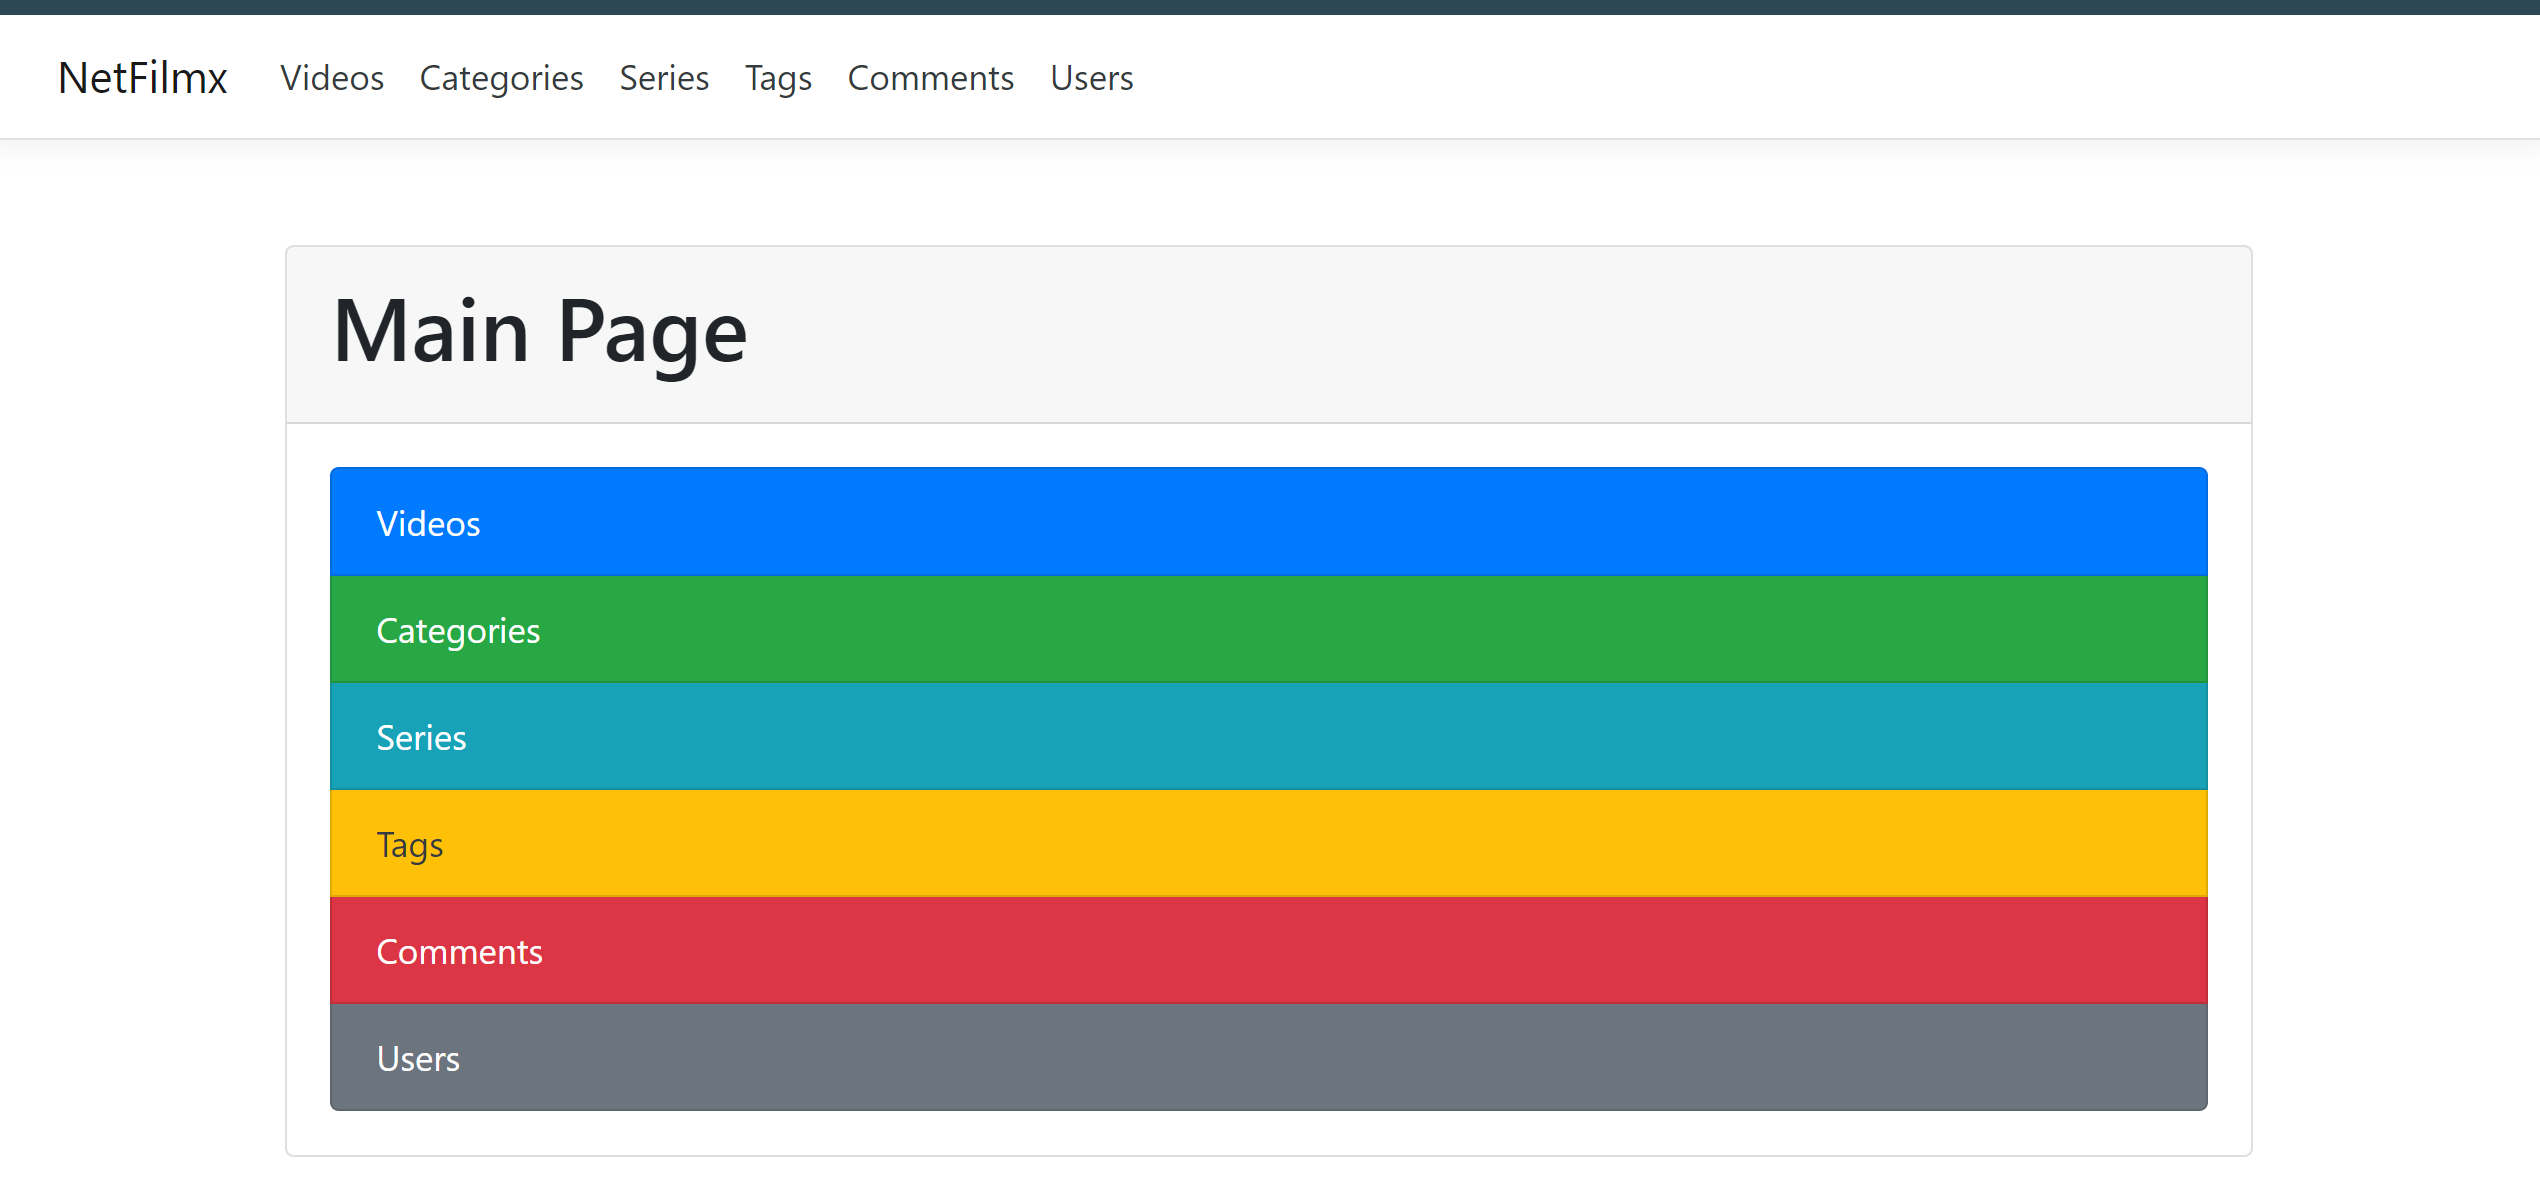 NetFilmx Videos Categories Series Tags Comments Users
Main Page
Videos
Categories
Series
Tags
Comments
Users